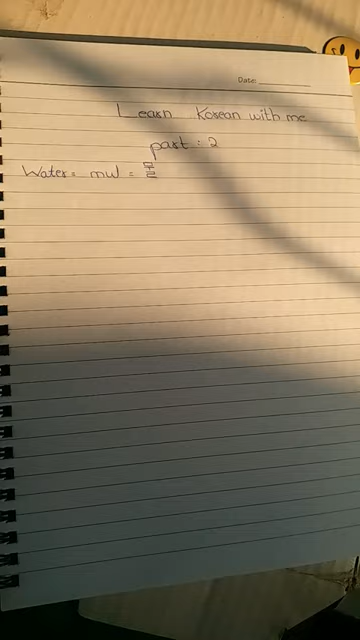 Date:
Learn Korean with me
part : 2
Water = mul = 물